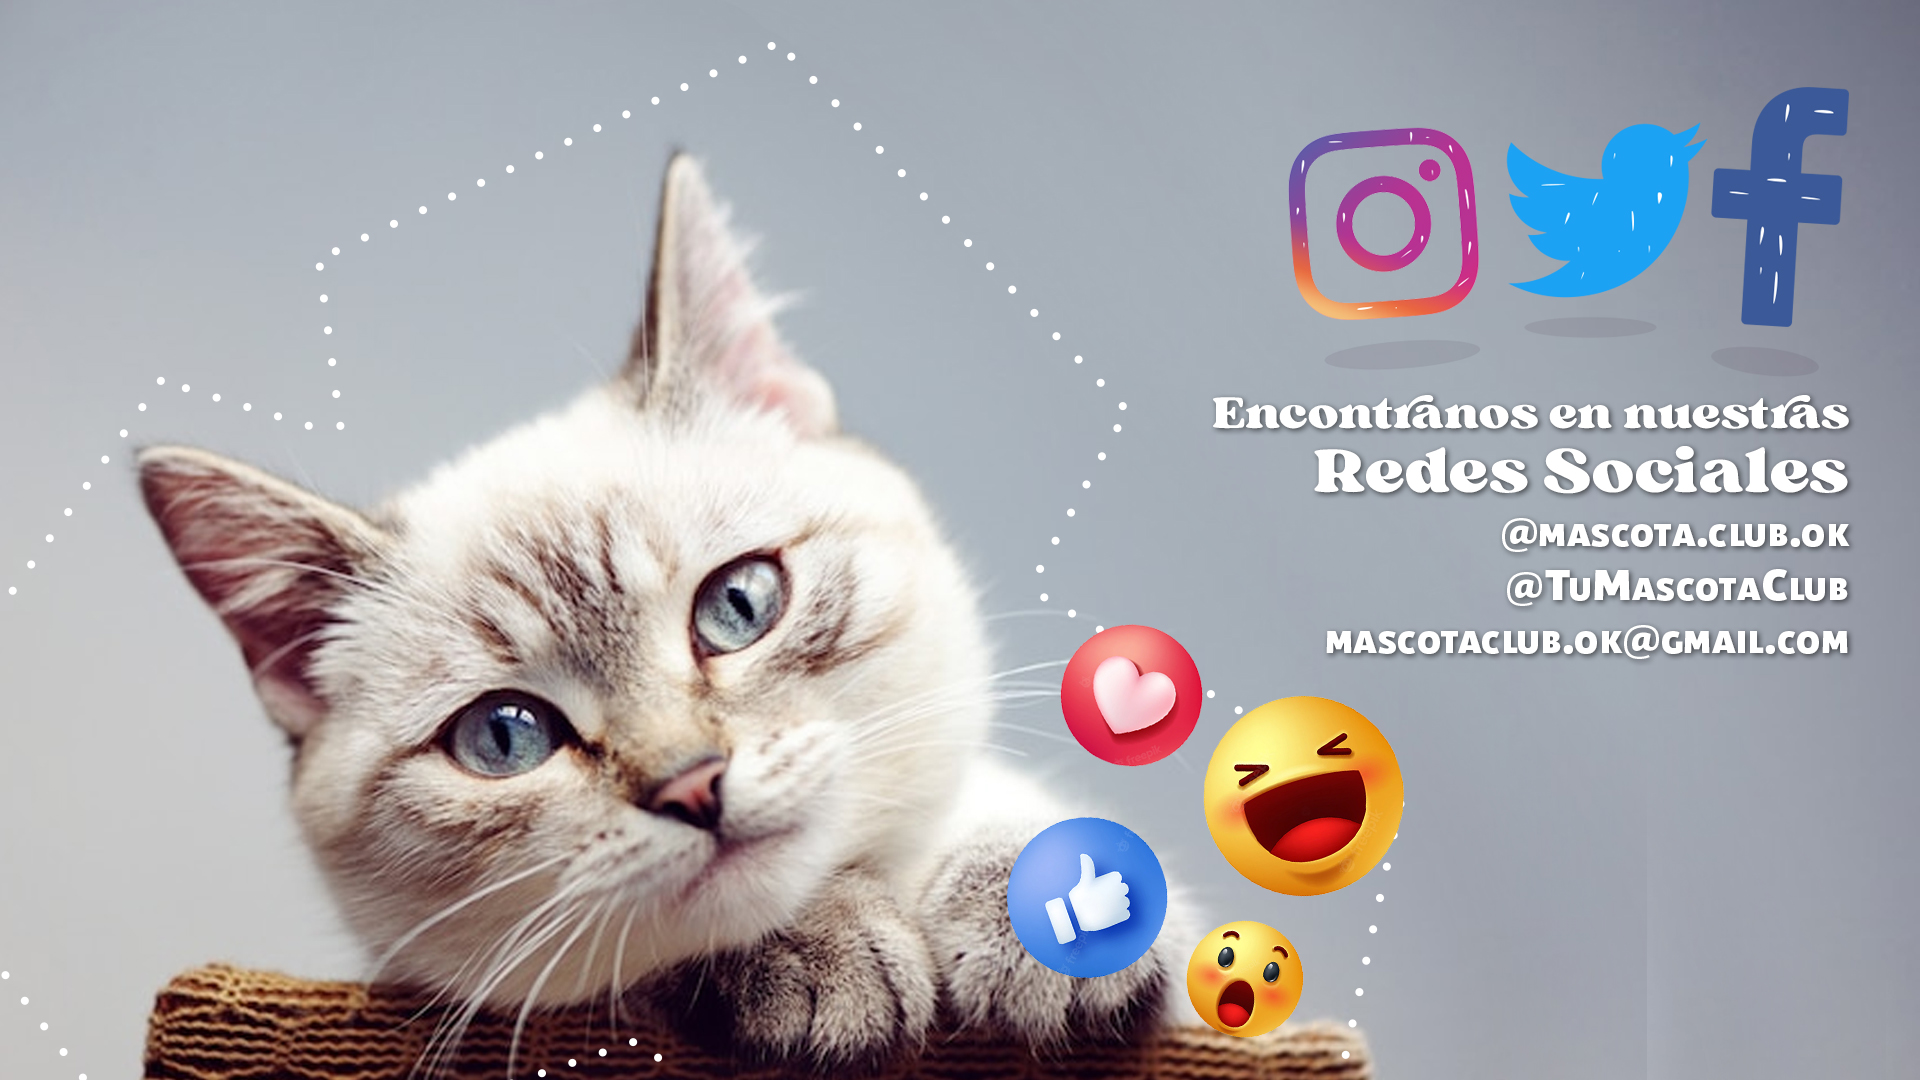 Encontranos en nuestras
Redes Sociales
@mascota.club.ok
@TuMascotaClub
mascotaclub.ok@gmail.com